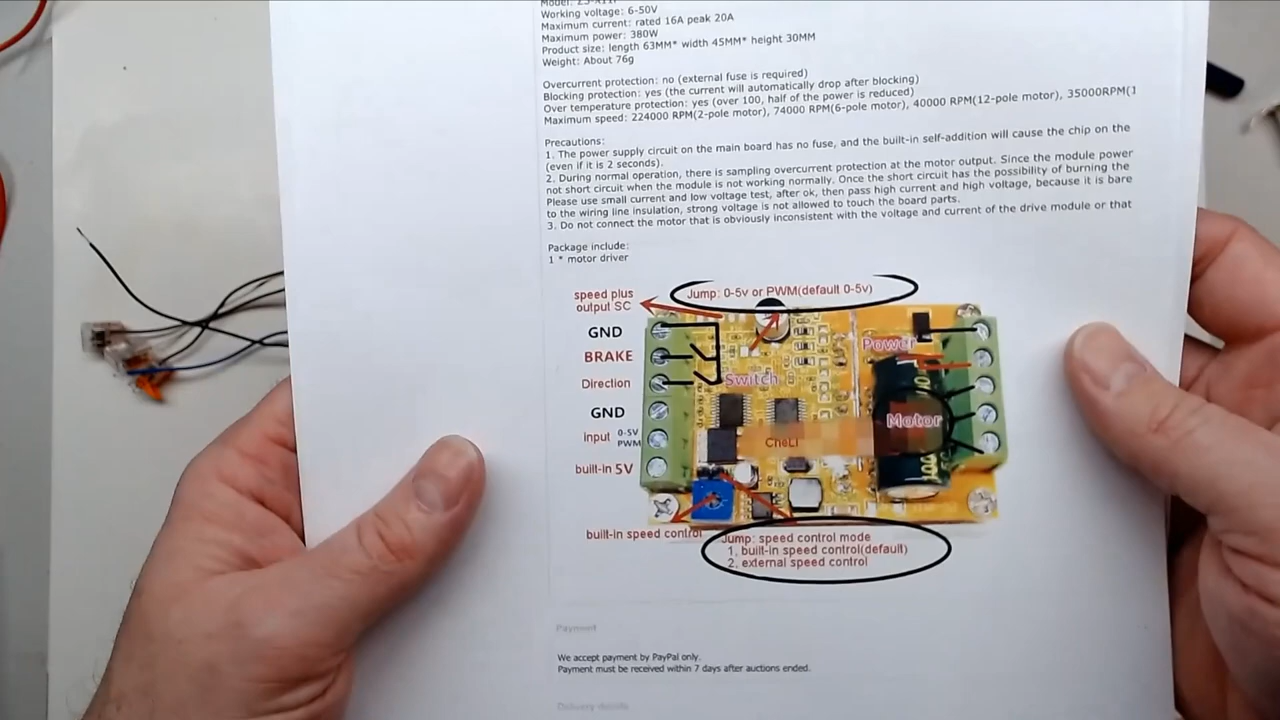 Working voltage: 6-50V
Maximum current: rated 16A peak 20A
Maximum power: 380W
Product size: length 63MM* width 45MM* height 30MM
Weight: About 76g
Overcurrent protection: no (external fuse is required)
Blocking protection: yes (the current will automatically drop after blocking)
Over temperature protection: yes (over 100, half of the power is reduced)
Maximum speed: 224000 RPM(2-pole motor), 74000 RPM(6-pole motor), 40000 RPM(12-pole motor), 35000RPM(1
Precautions:
1. The power supply circuit on the main board has no fuse, and the built-in self-addition will cause the chip on the
(even if it is 2 seconds).
2. During normal operation, there is sampling overcurrent protection at the motor output. Since the module power
not short circuit when the module is not working normally. Once the short circuit has the possibility of burning the
Please use small current and low voltage test, after ok, then pass high current and high voltage, because it is bare
to the wiring line insulation, strong voltage is not allowed to touch the board parts.
3. Do not connect the motor that is obviously inconsistent with the voltage and current of the drive module or that
Package include:
1 * motor driver
speed plus
output SC
Jump: 0-5v or PWM(default 0-5v)
GND
BRAKE
Power
Direction
Switch
GND
Motor
input 0-5V
PWM
CheLi
built-in 5V
built-in speed control
Jump: speed control mode
1. built-in speed control(default)
2. external speed control
Payment
We accept payment by PayPal only.
Payment must be received within 7 days after auctions ended.
Delivery details